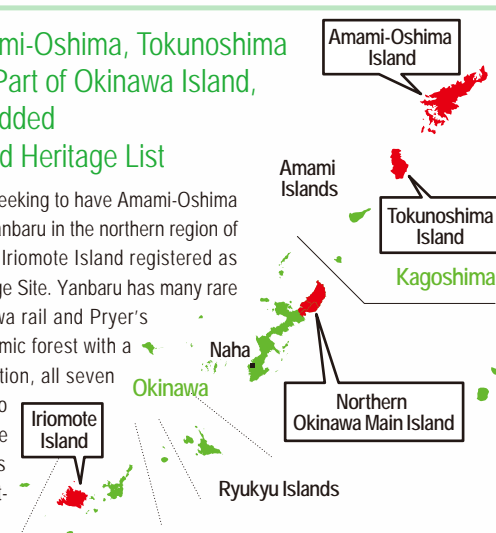 mi-Oshima, Tokunoshima
Part of Okinawa Island,
dded
d Heritage List
eeking to have Amami-Oshima
anbaru in the northern region of
Iriomote Island registered as
ge Site. Yanbaru has many rare
wa rail and Pryer's
mic forest with a
tion, all seven
o
e
s
t-
Amami-Oshima
Island
Amami
Islands
Tokunoshima
Island
Kagoshima
Naha
Okinawa
Northern
Okinawa Main Island
Iriomote
Island
Ryukyu Islands